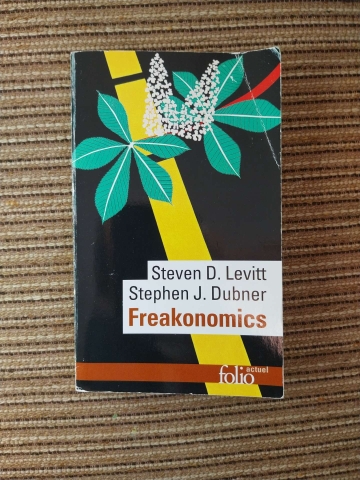 Steven D. Levitt
Stephen J. Dubner
Freakonomics
actuel
folio